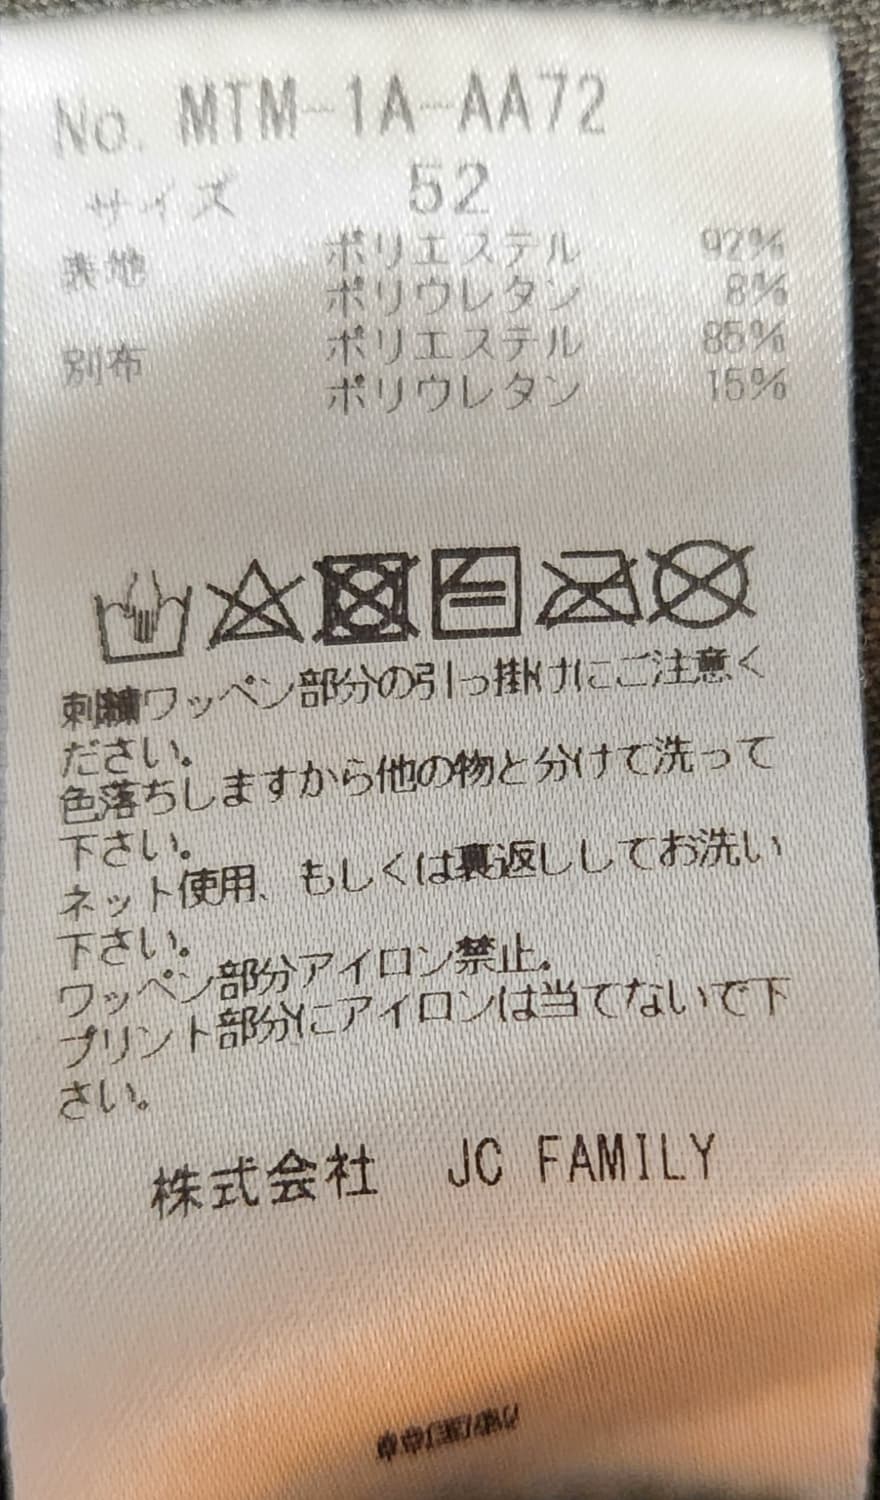 No. MTM-1A-AA72
サイズ 52
表地 ポリエステル 92%
ポリウレタン 8%
別布 ポリエステル 85%
ポリウレタン 15%
刺繍ワッペン部分の引っ掛けにご注意く
ださい。
色落ちしますから他の物と分けて洗って
下さい。
ネット使用、もしくは裏返ししてお洗い
下さい。
ワッペン部分アイロン禁止.
プリント部分にアイロンは当てないで下
さい。
株式会社 JC FAMILY